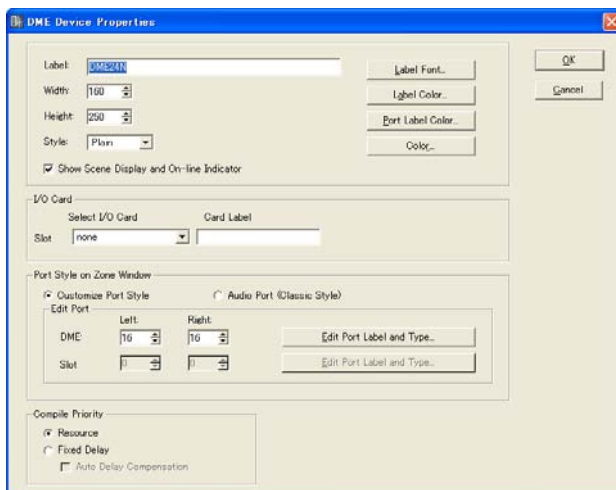 DME Device Properties
Label: DME24N
Label Font...
OK
Width: 160
Label Color...
Cancel
Height: 250
Port Label Color...
Style: Plain
Color...
Show Scene Display and On-line Indicator
I/O Card
Select I/O Card Card Label
Slot none
Port Style on Zone Window
Customize Port Style Audio Port (Classic Style)
Edit Port
Left: Right:
DME: 16 16 Edit Port Label and Type...
Slot 0 0 Edit Port Label and Type...
Compile Priority
Resource
Fixed Delay
Auto Delay Compensation